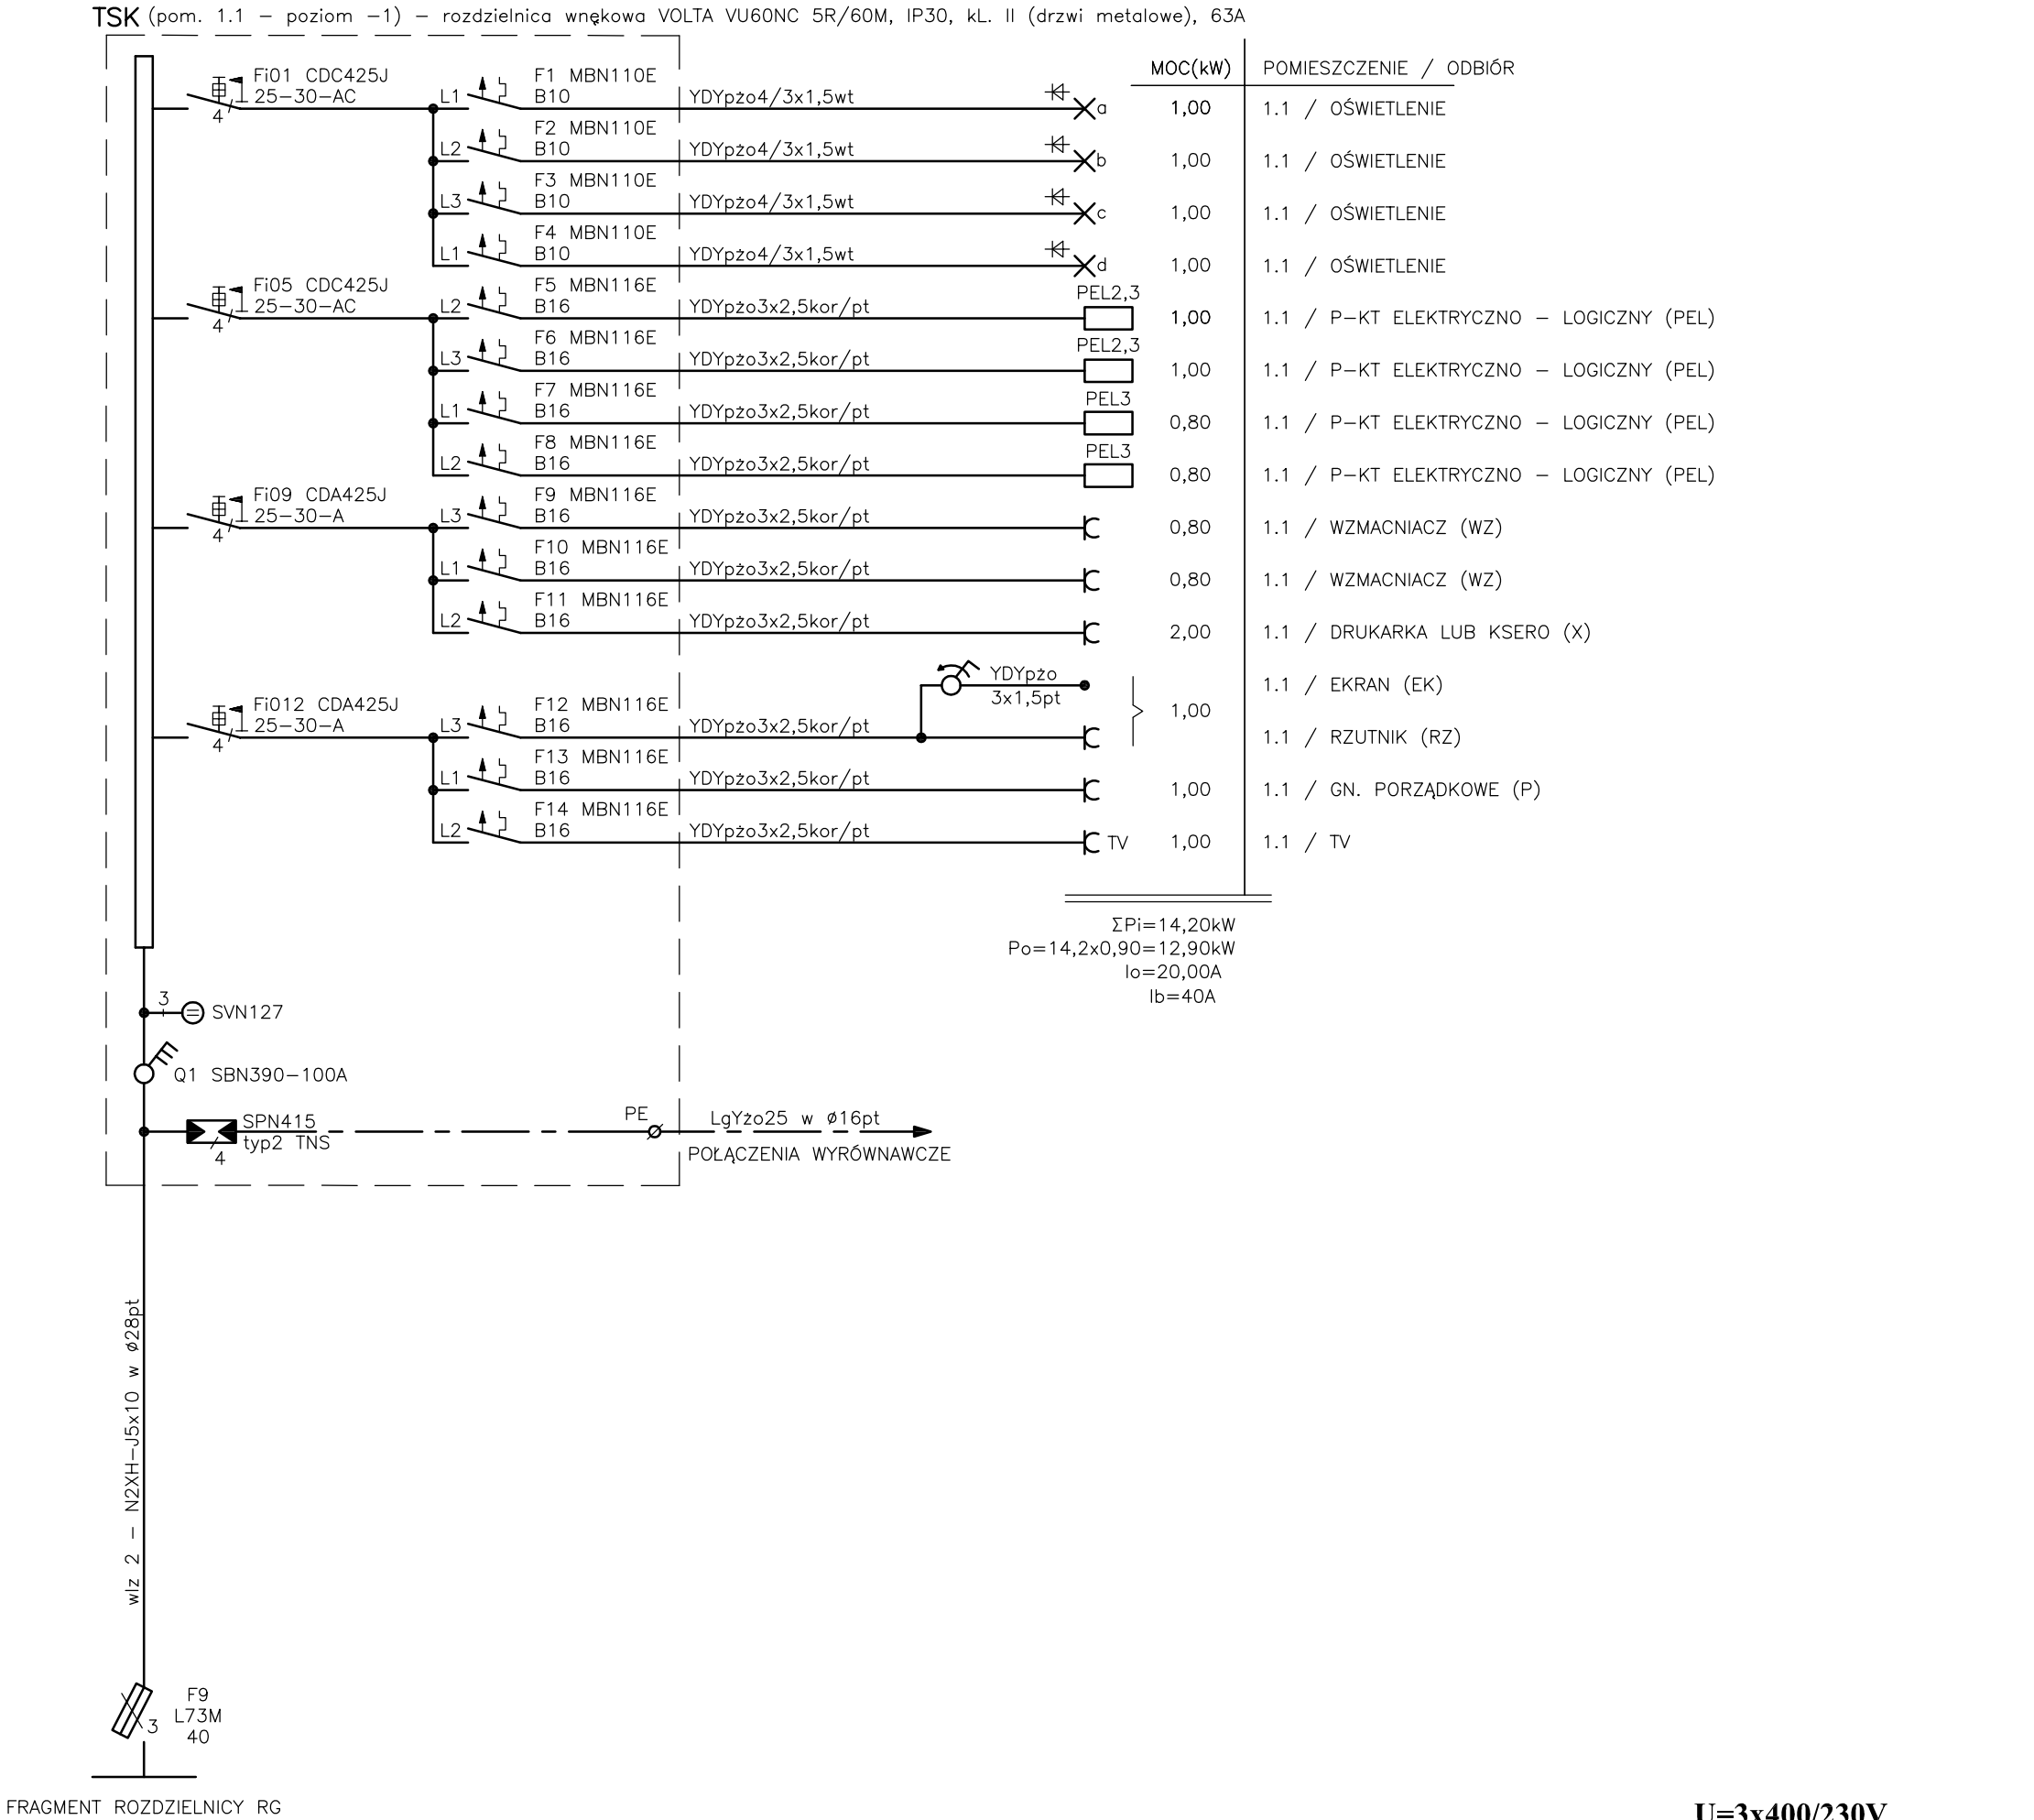 TSK (pom. 1.1 – poziom –1) – rozdzielnica wnękowa VOLTA VU60NC 5R/60M, IP30, kL. II (drzwi metalowe), 63A
MOC(kW) POMIESZCZENIE / ODBIÓR
Fi01 CDC425J
25–30–AC
4
L1 F1 MBN110E
B10 YDYpżo4/3x1,5wt a 1,00 1.1 / OŚWIETLENIE
L2 F2 MBN110E
B10 YDYpżo4/3x1,5wt b 1,00 1.1 / OŚWIETLENIE
L3 F3 MBN110E
B10 YDYpżo4/3x1,5wt c 1,00 1.1 / OŚWIETLENIE
L1 F4 MBN110E
B10 YDYpżo4/3x1,5wt d 1,00 1.1 / OŚWIETLENIE
Fi05 CDC425J
25–30–AC
4
L2 F5 MBN116E PEL2,3
B16 YDYpżo3x2,5kor/pt 1,00 1.1 / P–KT ELEKTRYCZNO – LOGICZNY (PEL)
L3 F6 MBN116E PEL2,3
B16 YDYpżo3x2,5kor/pt 1,00 1.1 / P–KT ELEKTRYCZNO – LOGICZNY (PEL)
L1 F7 MBN116E PEL3
B16 YDYpżo3x2,5kor/pt 0,80 1.1 / P–KT ELEKTRYCZNO – LOGICZNY (PEL)
L2 F8 MBN116E PEL3
B16 YDYpżo3x2,5kor/pt 0,80 1.1 / P–KT ELEKTRYCZNO – LOGICZNY (PEL)
Fi09 CDA425J
25–30–A
4
L3 F9 MBN116E
B16 YDYpżo3x2,5kor/pt 0,80 1.1 / WZMACNIACZ (WZ)
L1 F10 MBN116E
B16 YDYpżo3x2,5kor/pt 0,80 1.1 / WZMACNIACZ (WZ)
L2 F11 MBN116E
B16 YDYpżo3x2,5kor/pt 2,00 1.1 / DRUKARKA LUB KSERO (X)
YDYpżo
3x1,5pt
1.1 / EKRAN (EK)
1,00
Fi012 CDA425J
25–30–A
4
L3 F12 MBN116E
B16 YDYpżo3x2,5kor/pt 1.1 / RZUTNIK (RZ)
L1 F13 MBN116E
B16 YDYpżo3x2,5kor/pt 1,00 1.1 / GN. PORZĄDKOWE (P)
L2 F14 MBN116E
B16 YDYpżo3x2,5kor/pt TV 1,00 1.1 / TV
ΣPi=14,20kW
Po=14,2x0,90=12,90kW
Io=20,00A
Ib=40A
3
SVN127
Q1 SBN390–100A
SPN415
typ2 TNS
4
PE
LgYżo25 w ø16pt
POŁĄCZENIA WYRÓWNAWCZE
wlz 2 – N2XH–J5x10 w ø28pt
F9
L73M
40
3
FRAGMENT ROZDZIELNICY RG
U=3x400/230V